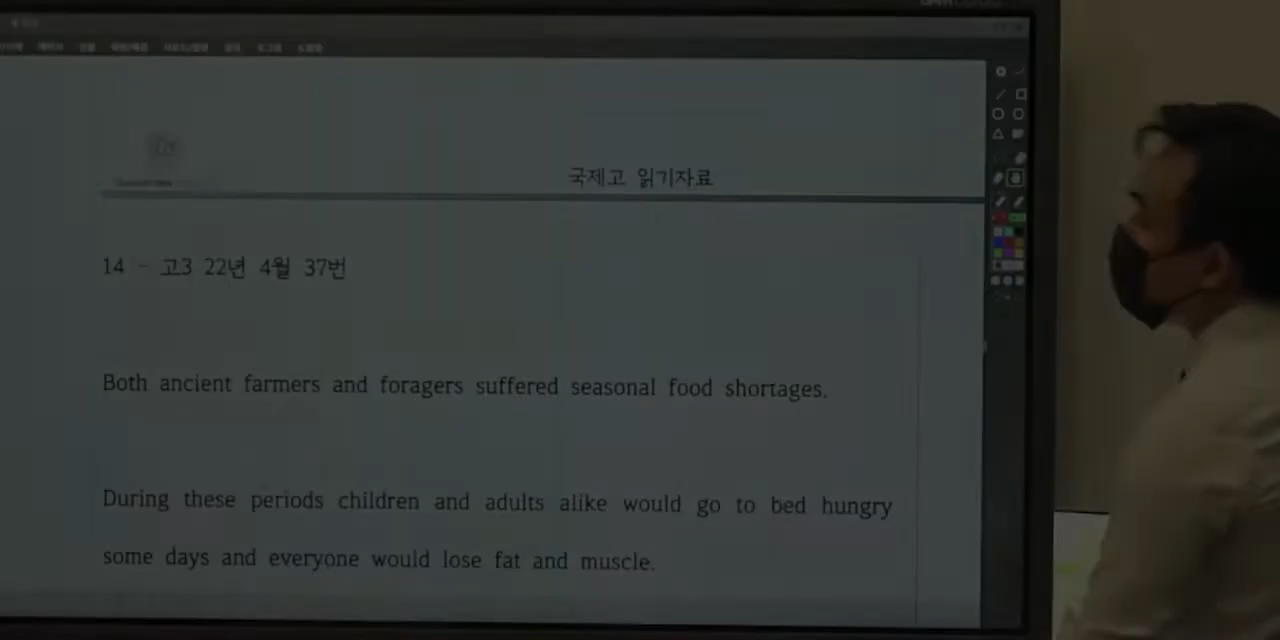 국제고 읽기자료
14 - 고3 22년 4월 37번
Both ancient farmers and foragers suffered seasonal food shortages.
During these periods children and adults alike would go to bed hungry
some days and everyone would lose fat and muscle.